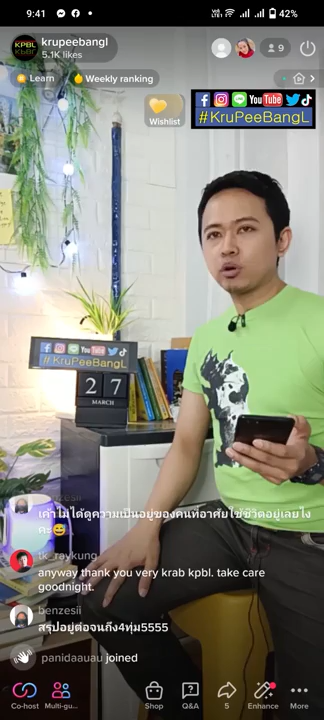 9:41
42%
KPBL
krupeebangl
5.1K likes
9
Learn
Weekly ranking
Wishlist
YouTube
#KruPeeBangL
YouTube
#KruPeeBangL
27
MARCH
benzesii
เค้าไม่ได้ดูความเป็นอยู่ของคนที่อาศัยใช้ชีวิตอยู่เลยไง
คะ😅
tk_raykung
anyway thank you very krab kpbl. take care
goodnight.
benzesii
สรุปอยู่ต่อจนถึง4ทุ่ม5555
panidaauau joined
Co-host
Multi-gu...
Shop
Q&A
5
Enhance
More